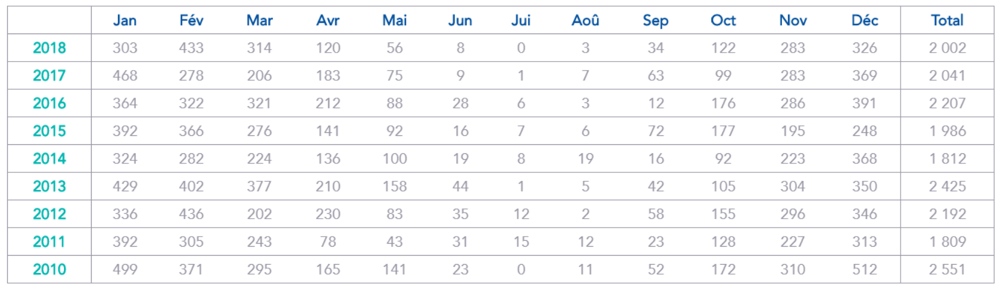 Jan Fév Mar Avr Mai Jun Jui Aoû Sep Oct Nov Déc Total
2018 303 433 314 120 56 8 0 3 34 122 283 326 2 002
2017 468 278 206 183 75 9 1 7 63 99 283 369 2 041
2016 364 322 321 212 88 28 6 3 12 176 286 391 2 207
2015 392 366 276 141 92 16 7 6 72 177 195 248 1 986
2014 324 282 224 136 100 19 8 19 16 92 223 368 1 812
2013 429 402 377 210 158 44 1 5 42 105 304 350 2 425
2012 336 436 202 230 83 35 12 2 58 155 296 346 2 192
2011 392 305 243 78 43 31 15 12 23 128 227 313 1 809
2010 499 371 295 165 141 23 0 11 52 172 310 512 2 551